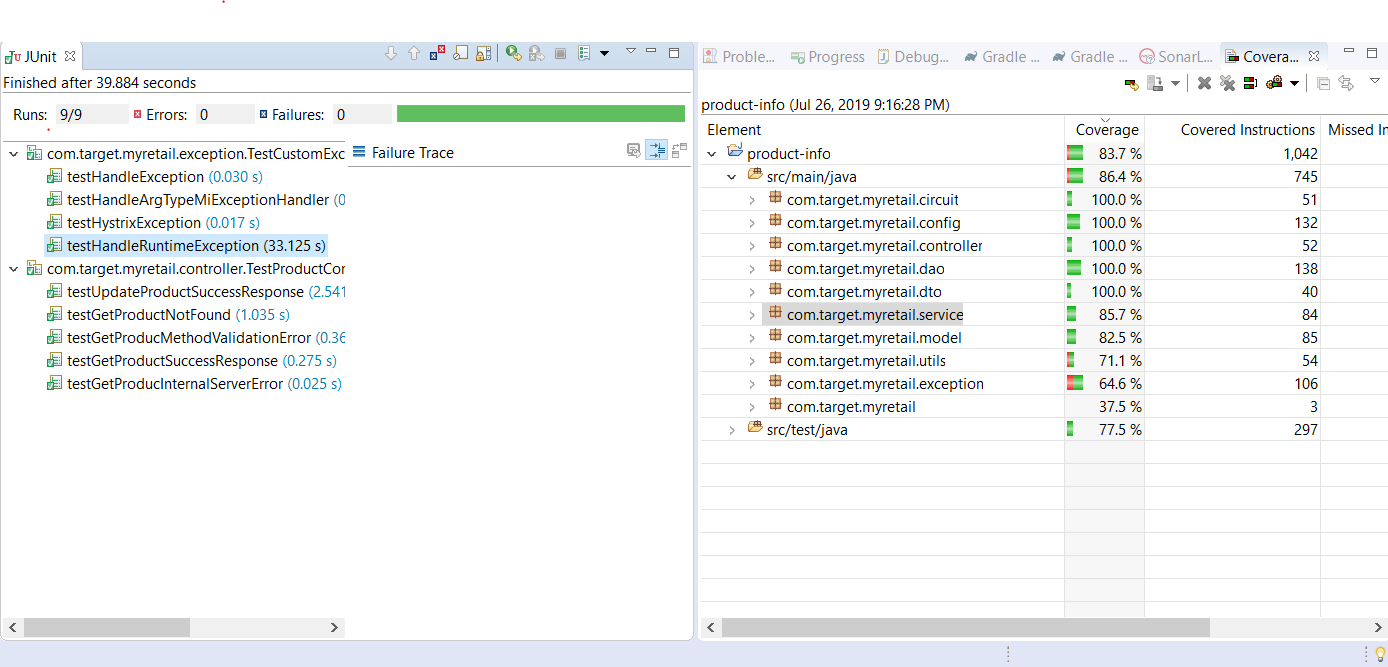 JUnit
Finished after 39.884 seconds
Runs: 9/9 Errors: 0 Failures: 0
com.target.myretail.exception.TestCustomExc
testHandleException (0.030 s)
testHandleArgTypeMiExceptionHandler (0
testHystrixException (0.017 s)
testHandleRuntimeException (33.125 s)
com.target.myretail.controller.TestProductCor
testUpdateProductSuccessResponse (2.541
testGetProductNotFound (1.035 s)
testGetProducMethodValidationError (0.36
testGetProductSuccessResponse (0.275 s)
testGetProducInternalServerError (0.025 s)
Failure Trace
Proble... Progress Debug... Gradle ... Gradle ... SonarL... Covera...
product-info (Jul 26, 2019 9:16:28 PM)
Element Coverage Covered Instructions Missed In
product-info 83.7 % 1,042
src/main/java 86.4 % 745
com.target.myretail.circuit 100.0 % 51
com.target.myretail.config 100.0 % 132
com.target.myretail.controller 100.0 % 52
com.target.myretail.dao 100.0 % 138
com.target.myretail.dto 100.0 % 40
com.target.myretail.service 85.7 % 84
com.target.myretail.model 82.5 % 85
com.target.myretail.utils 71.1 % 54
com.target.myretail.exception 64.6 % 106
com.target.myretail 37.5 % 3
src/test/java 77.5 % 297